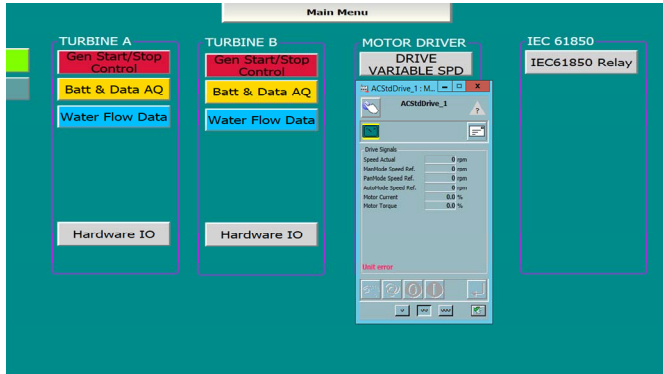 Main Menu
TURBINE A
Gen Start/Stop
Control
Batt & Data AQ
Water Flow Data
Hardware IO
TURBINE B
Gen Start/Stop
Control
Batt & Data AQ
Water Flow Data
Hardware IO
MOTOR DRIVER
DRIVE
VARIABLE SPD
ACStdDrive_1 : M...
ACStdDrive_1
Drive Signals
Speed Actual 0 rpm
ManMode Speed Ref. 0 rpm
PanMode Speed Ref. 0 rpm
AutoMode Speed Ref. 0 rpm
Motor Current 0.0 %
Motor Torque 0.0 %
Unit error
IEC 61850
IEC61850 Relay